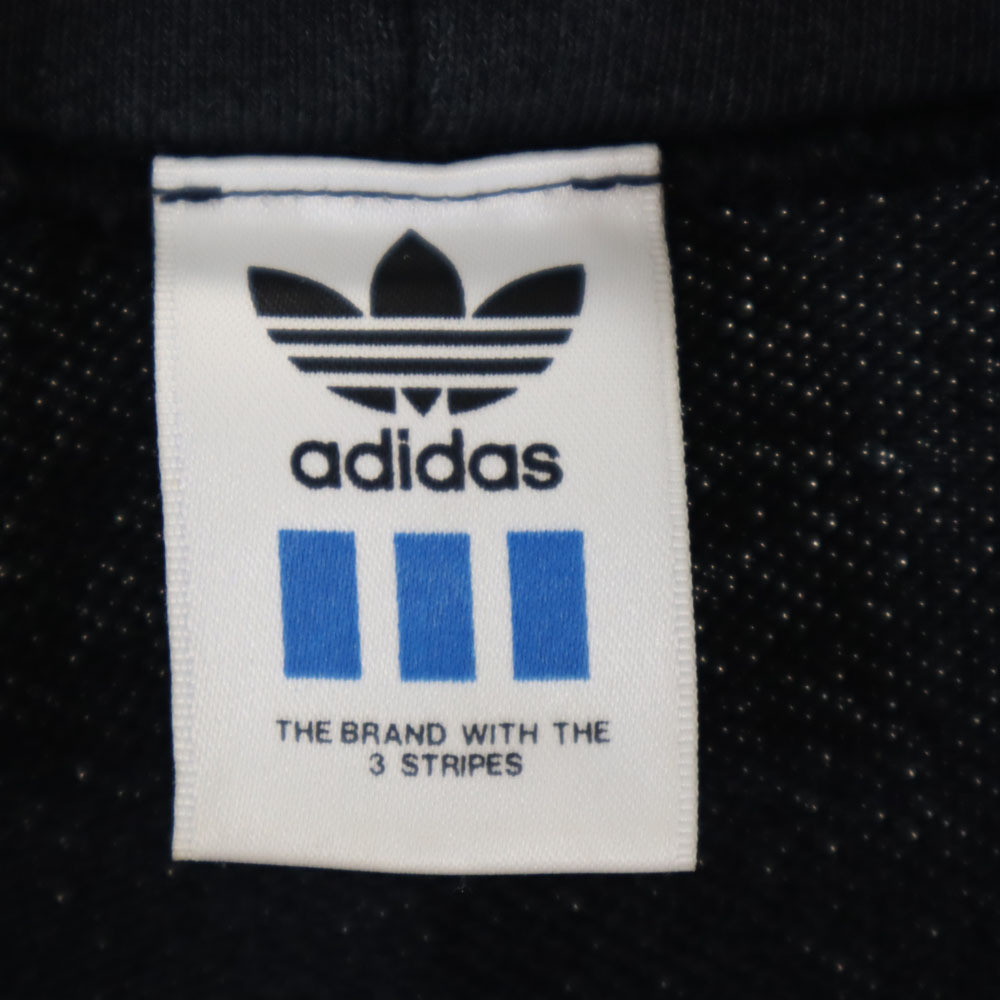 adidas
THE BRAND WITH THE
3 STRIPES